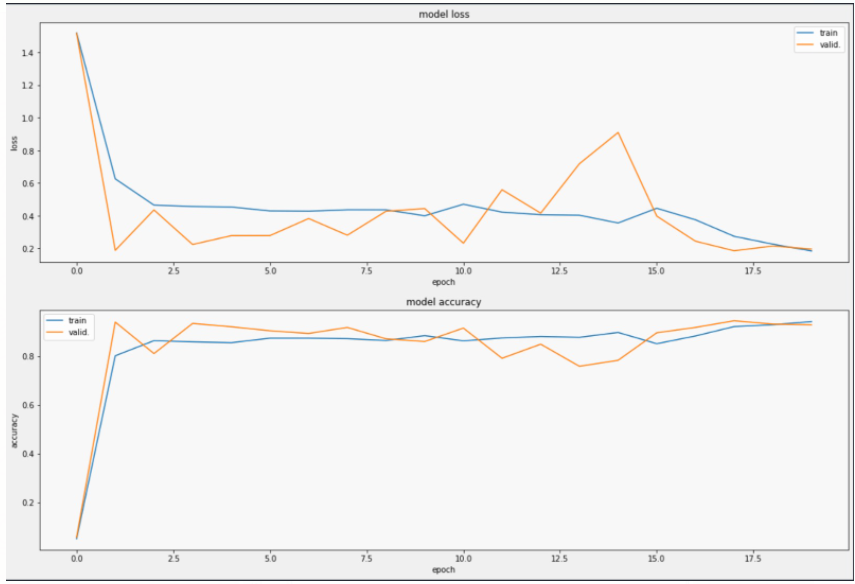 model loss
train
valid.
1.4
1.2
1.0
0.8
0.6
0.4
0.2
loss
0.0 2.5 5.0 7.5 10.0 12.5 15.0 17.5
epoch
model accuracy
train
valid.
0.8
0.6
0.4
0.2
accuracy
0.0 2.5 5.0 7.5 10.0 12.5 15.0 17.5
epoch